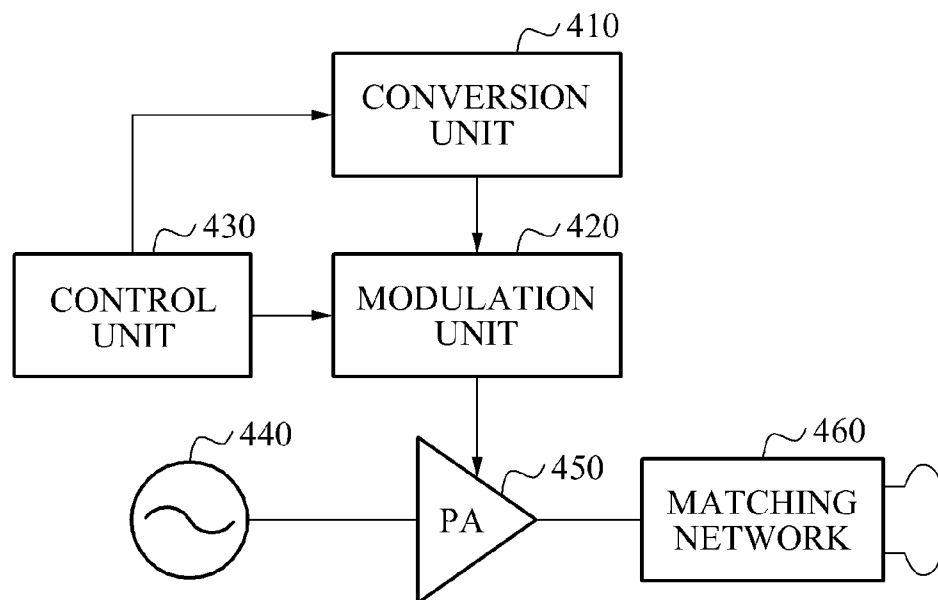 410
CONVERSION
UNIT
430
420
CONTROL
UNIT
MODULATION
UNIT
440
450
460
PA
MATCHING
NETWORK